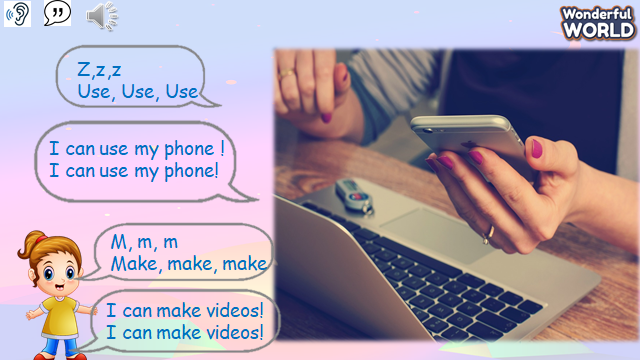 Wonderful
WORLD
Z,z,z
Use, Use, Use
I can use my phone !
I can use my phone!
M, m, m
Make, make, make
I can make videos!
I can make videos!